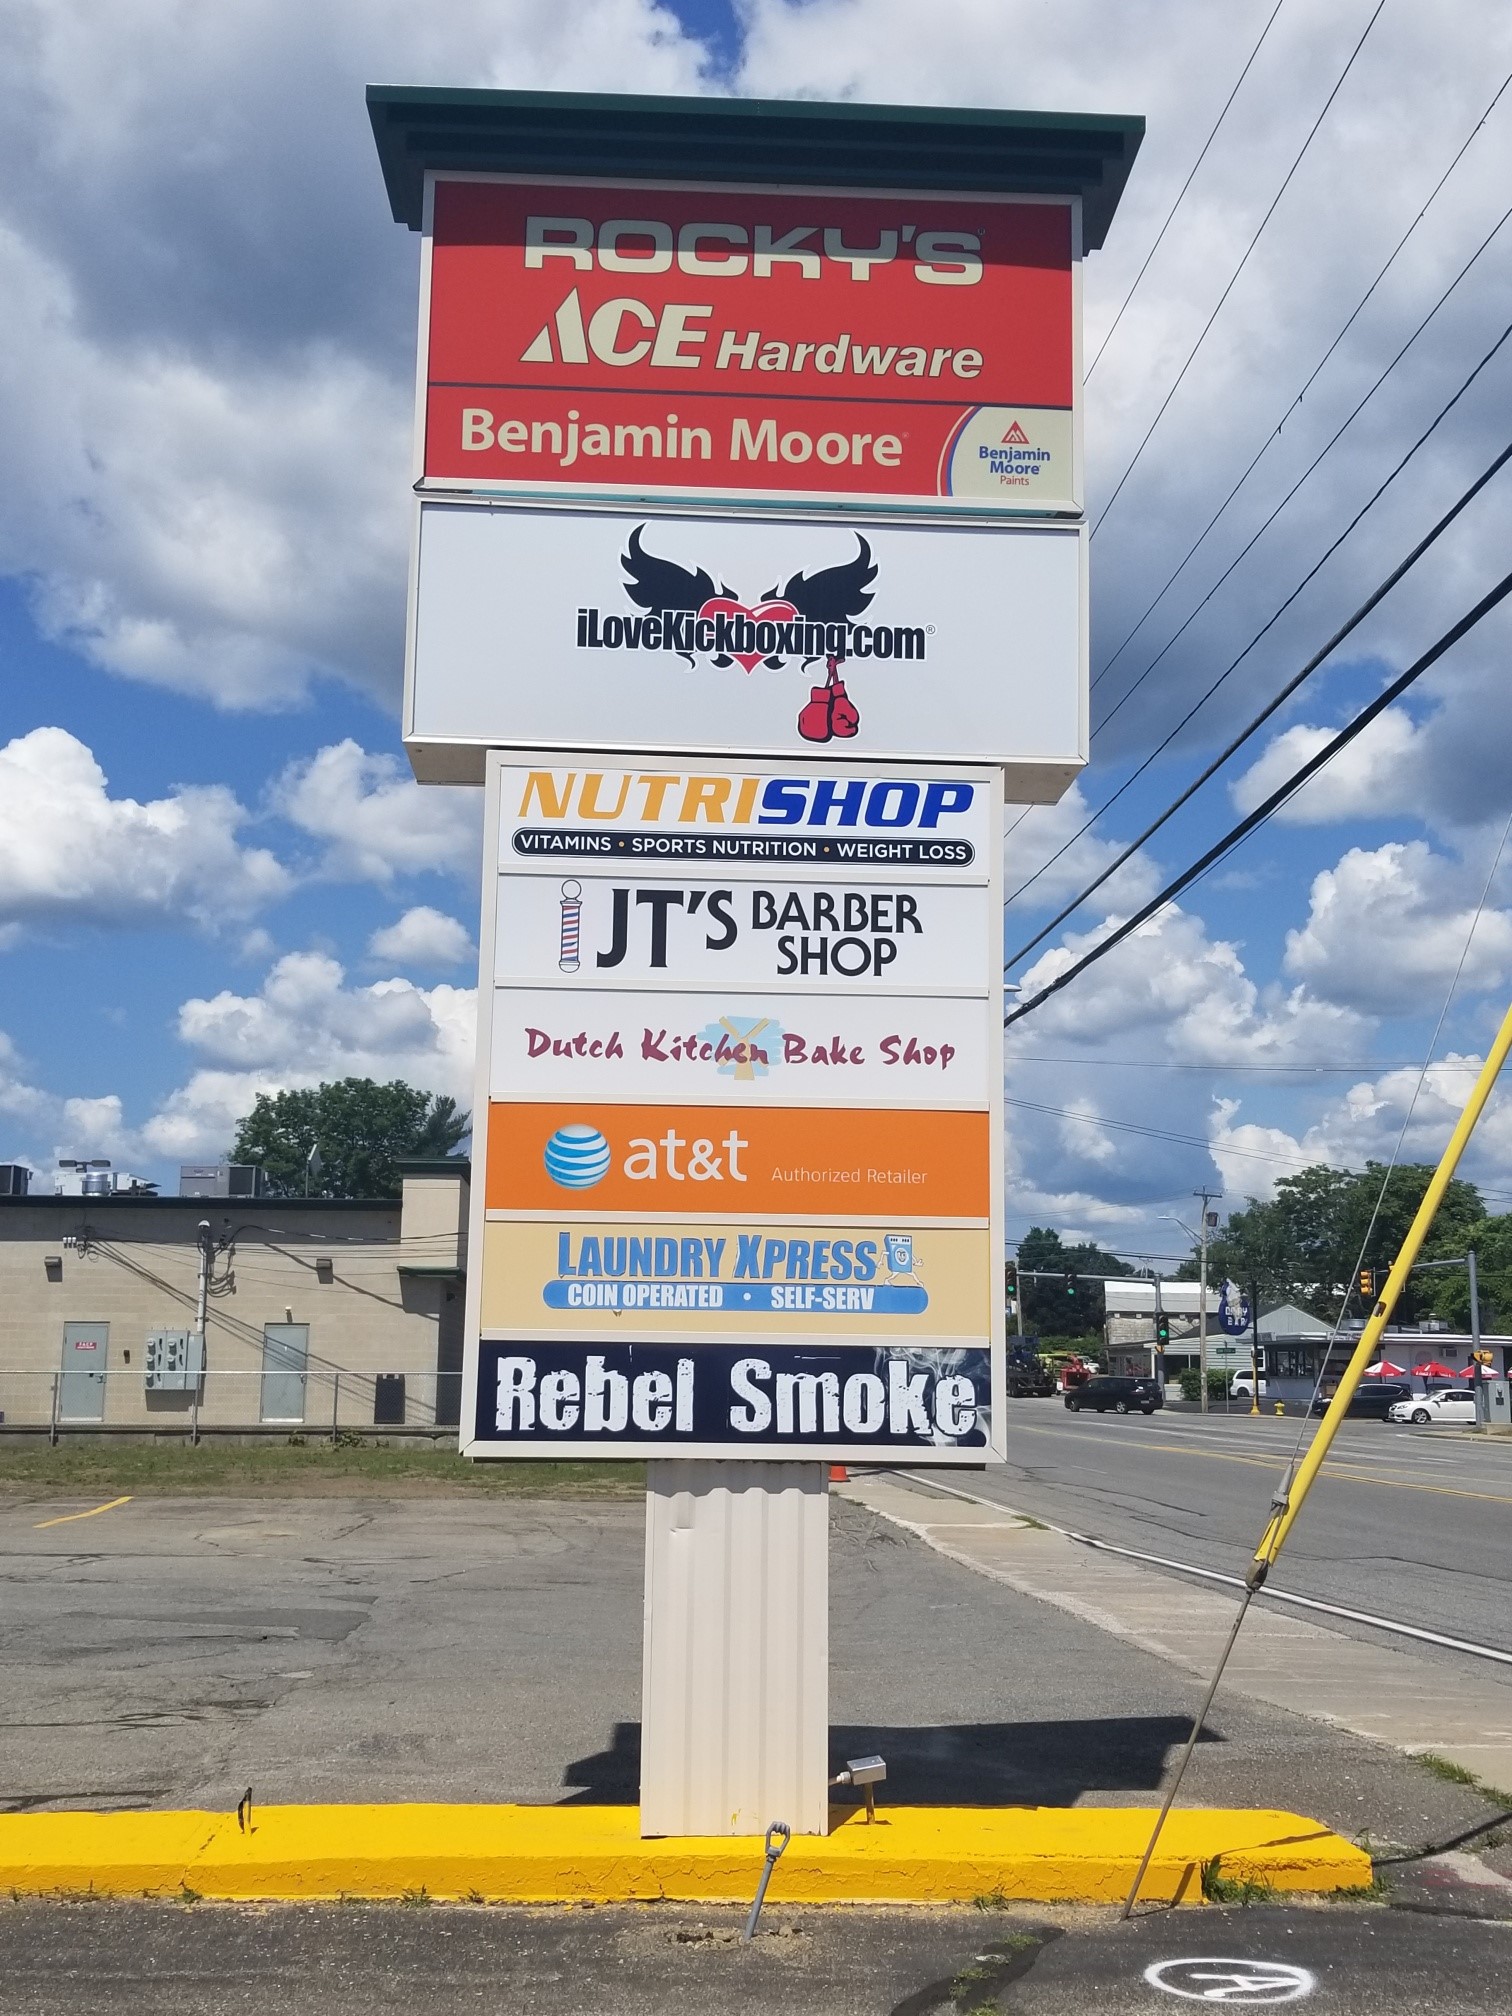 ROCKY'S
ACE Hardware
Benjamin Moore
Benjamin
Moore
Paints
iLoveKickboxing.com®
NUTRISHOP
VITAMINS • SPORTS NUTRITION • WEIGHT LOSS
JT'S BARBER
SHOP
Dutch Kitchen Bake Shop
at&t Authorized Retailer
LAUNDRY XPRESS
COIN OPERATED • SELF-SERV
Rebel Smoke
A